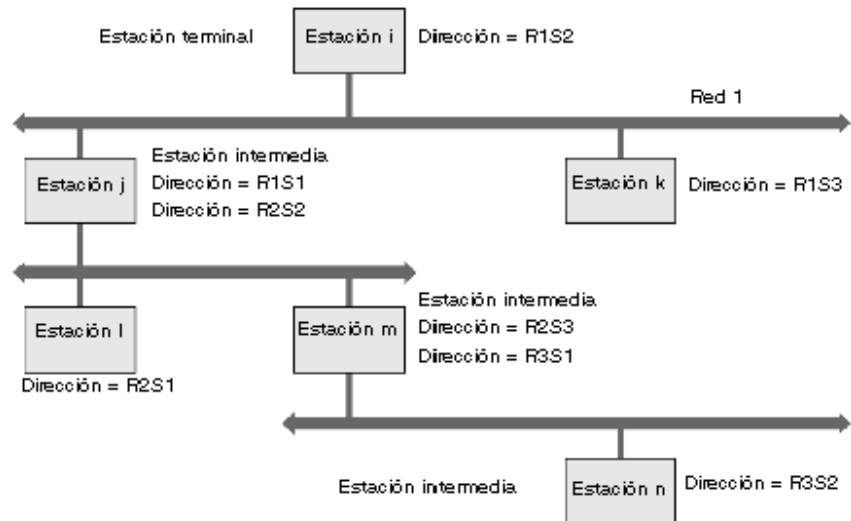 Estación terminal
Estación i
Dirección = R1S2
Red 1
Estación j
Estación intermedia
Dirección = R1S1
Dirección = R2S2
Estación k
Dirección = R1S3
Estación l
Dirección = R2S1
Estación m
Estación intermedia
Dirección = R2S3
Dirección = R3S1
Estación intermedia
Estación n
Dirección = R3S2